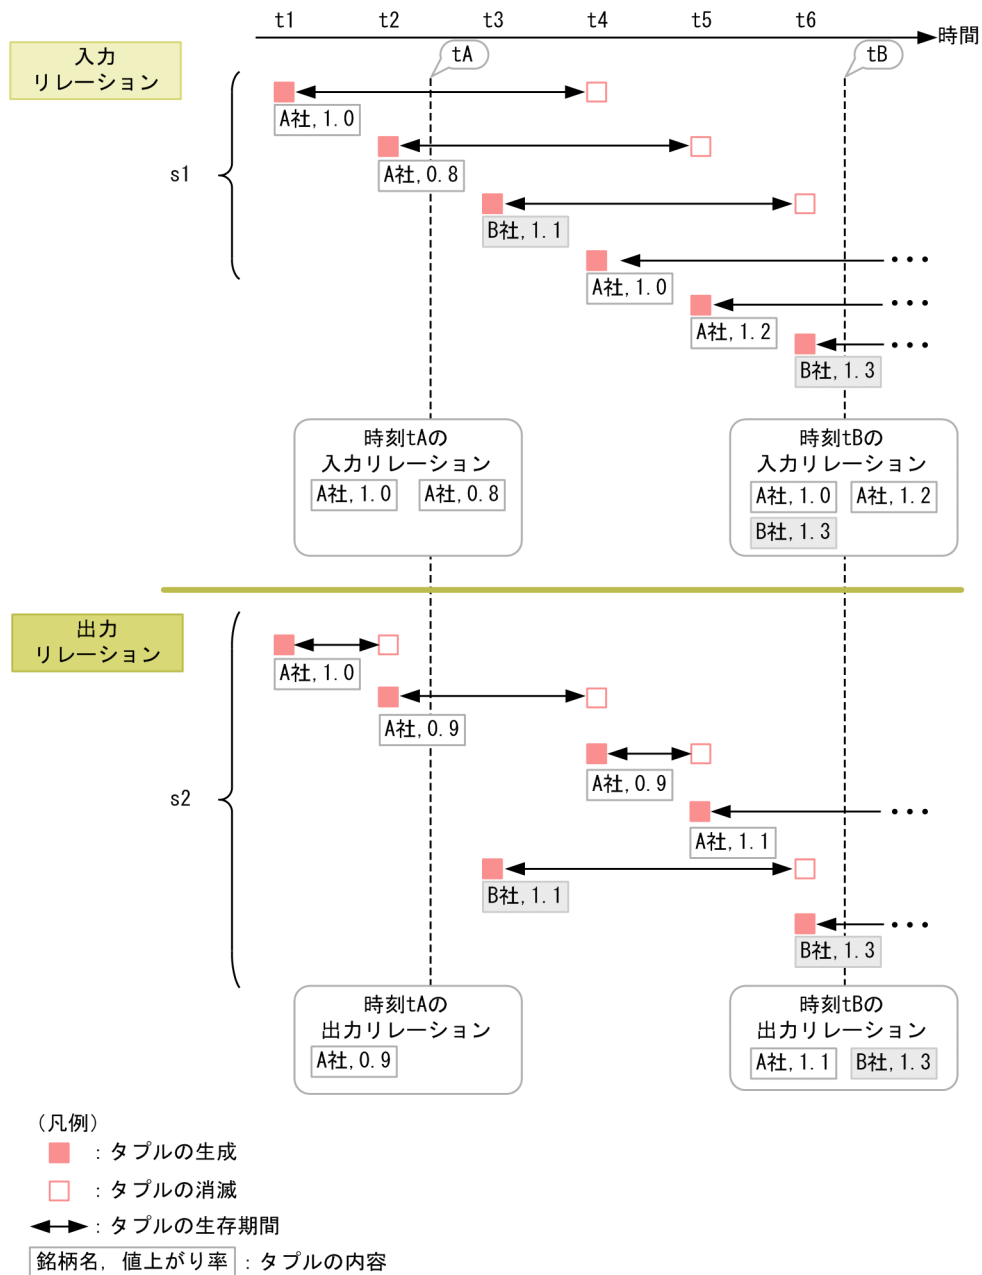 t1 t2 t3 t4 t5 t6
時間
tA tB
入力
リレーション
s1
A社,1.0
A社,0.8
B社,1.1
A社,1.0
A社,1.2
B社,1.3
時刻tAの
入力リレーション
A社,1.0 A社,0.8
時刻tBの
入力リレーション
A社,1.0 A社,1.2
B社,1.3
出力
リレーション
s2
A社,1.0
A社,0.9
A社,0.9
A社,1.1
B社,1.1
B社,1.3
時刻tAの
出力リレーション
A社,0.9
時刻tBの
出力リレーション
A社,1.1 B社,1.3
(凡例)
:タプルの生成
:タプルの消滅
:タプルの生存期間
銘柄名, 値上がり率 :タプルの内容